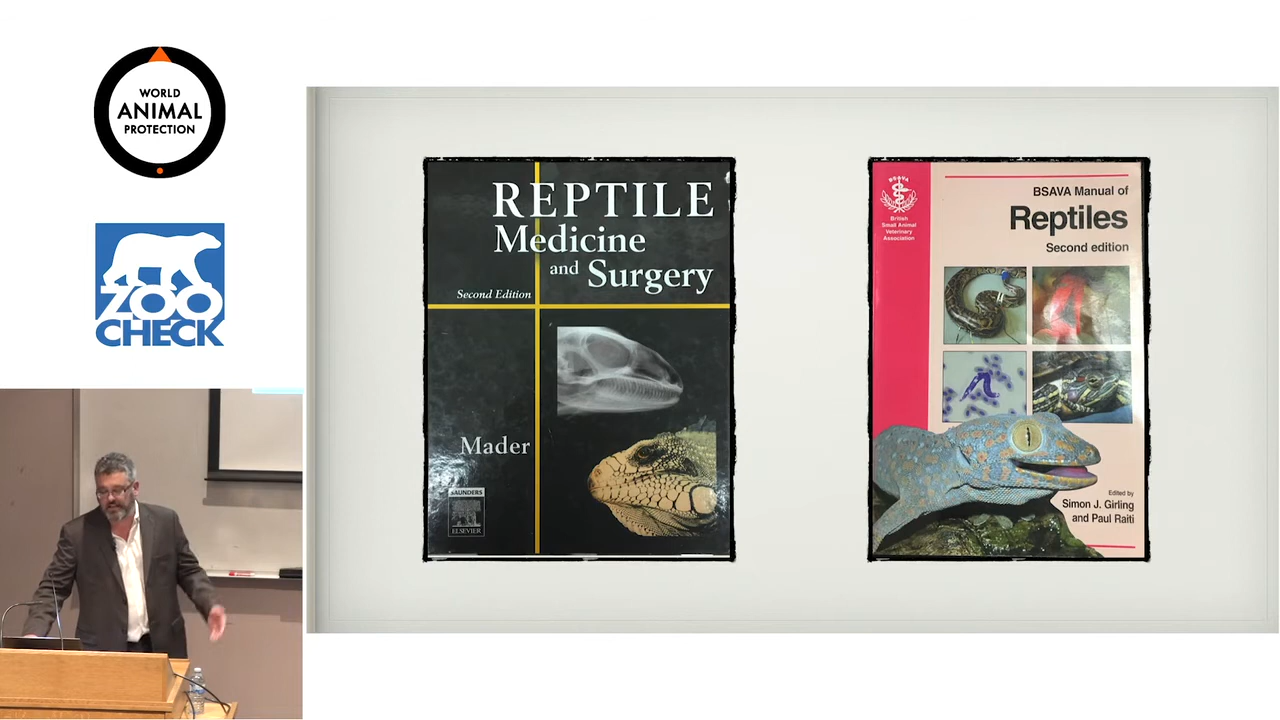 WORLD
ANIMAL
PROTECTION
ZOO
CHECK
REPTILE
Medicine
and Surgery
Second Edition
Mader
SAUNDERS
ELSEVIER
BSAVA
British
Small Animal
Veterinary
Association
BSAVA Manual of
Reptiles
Second edition
Edited by
Simon J. Girling
and Paul Raiti